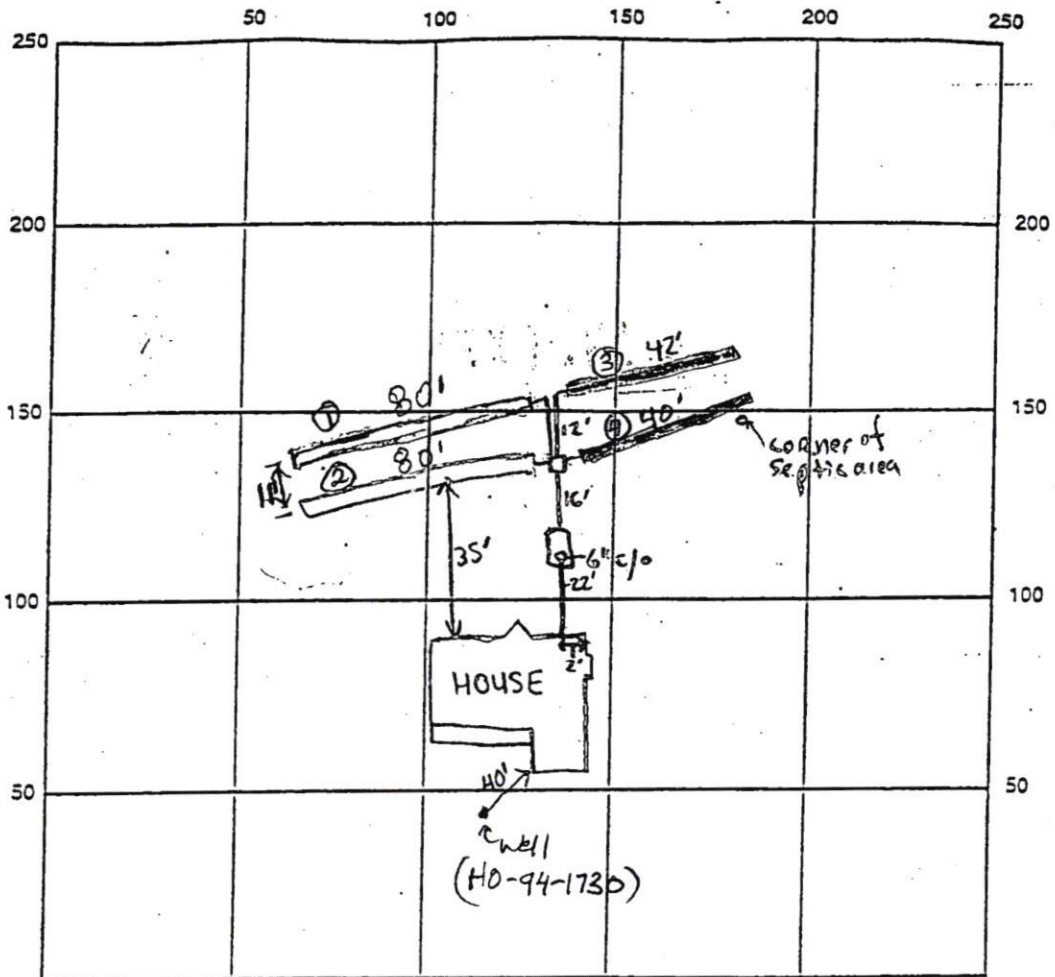 50 100 150 200 250
250
200 200
③ 42'
① 80'
150 150
④ 40'
12'
② 80'
corner of
septic area
16'
35'
6" c/o
22'
100 100
2'
HOUSE
50 50
40'
well
(HO-94-1730)